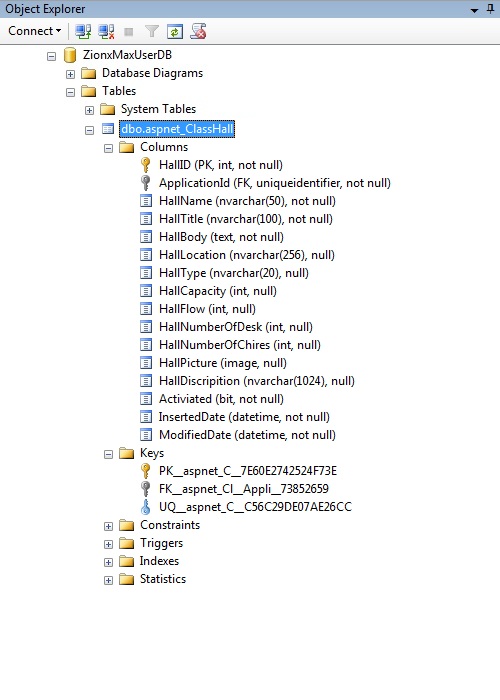 Object Explorer
Connect
ZionxMaxUserDB
Database Diagrams
Tables
System Tables
dbo.aspnet_ClassHall
Columns
HallID (PK, int, not null)
ApplicationId (FK, uniqueidentifier, not null)
HallName (nvarchar(50), not null)
HallTitle (nvarchar(100), not null)
HallBody (text, not null)
HallLocation (nvarchar(256), null)
HallType (nvarchar(20), null)
HallCapacity (int, null)
HallFlow (int, null)
HallNumberOfDesk (int, null)
HallNumberOfChires (int, null)
HallPicture (image, null)
HallDiscripition (nvarchar(1024), null)
Activiated (bit, not null)
InsertedDate (datetime, not null)
ModifiedDate (datetime, not null)
Keys
PK__aspnet_C__7E60E2742524F73E
FK__aspnet_Cl__Appli__73852659
UQ__aspnet_C__C56C29DE07AE26CC
Constraints
Triggers
Indexes
Statistics